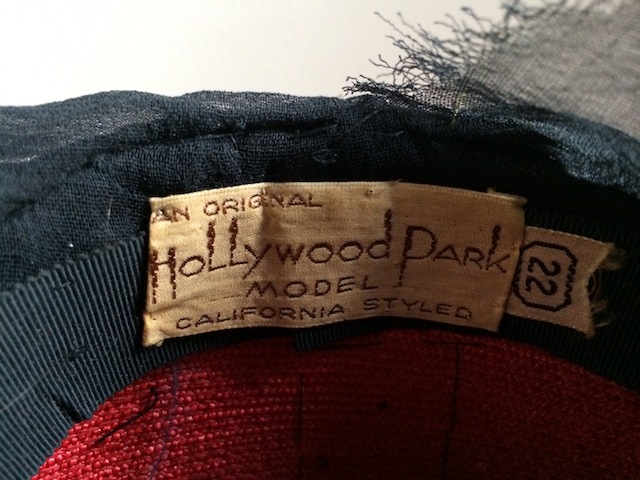 AN ORIGINAL
Hollywood Park
MODEL
CALIFORNIA STYLED
22